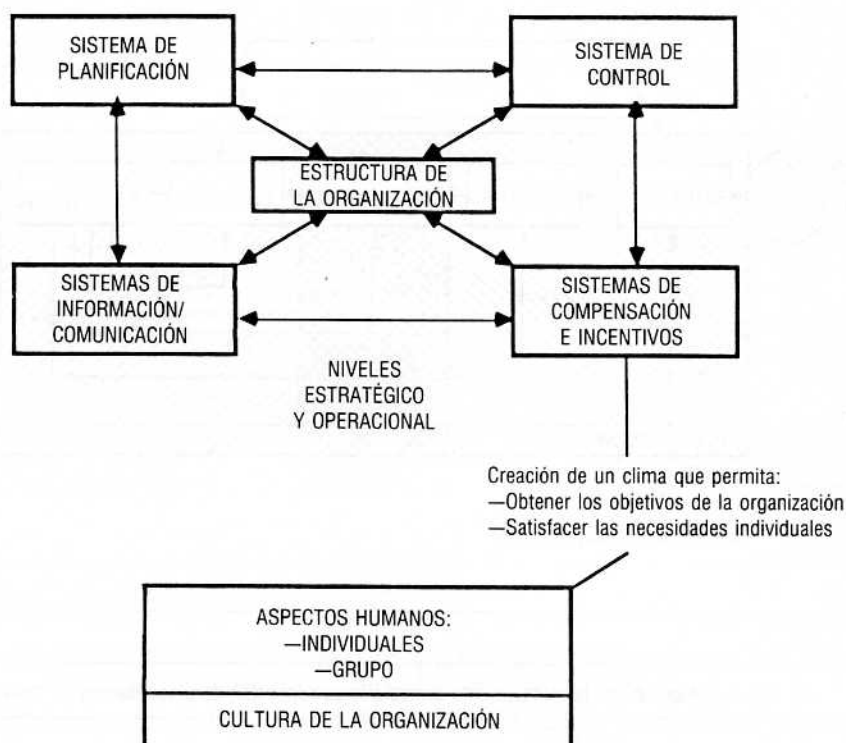 SISTEMA DE
PLANIFICACIÓN
SISTEMA DE
CONTROL
ESTRUCTURA DE
LA ORGANIZACIÓN
SISTEMAS DE
INFORMACIÓN/
COMUNICACIÓN
SISTEMAS DE
COMPENSACIÓN
E INCENTIVOS
NIVELES
ESTRATÉGICO
Y OPERACIONAL
Creación de un clima que permita:
—Obtener los objetivos de la organización
—Satisfacer las necesidades individuales
ASPECTOS HUMANOS:
—INDIVIDUALES
—GRUPO
CULTURA DE LA ORGANIZACIÓN